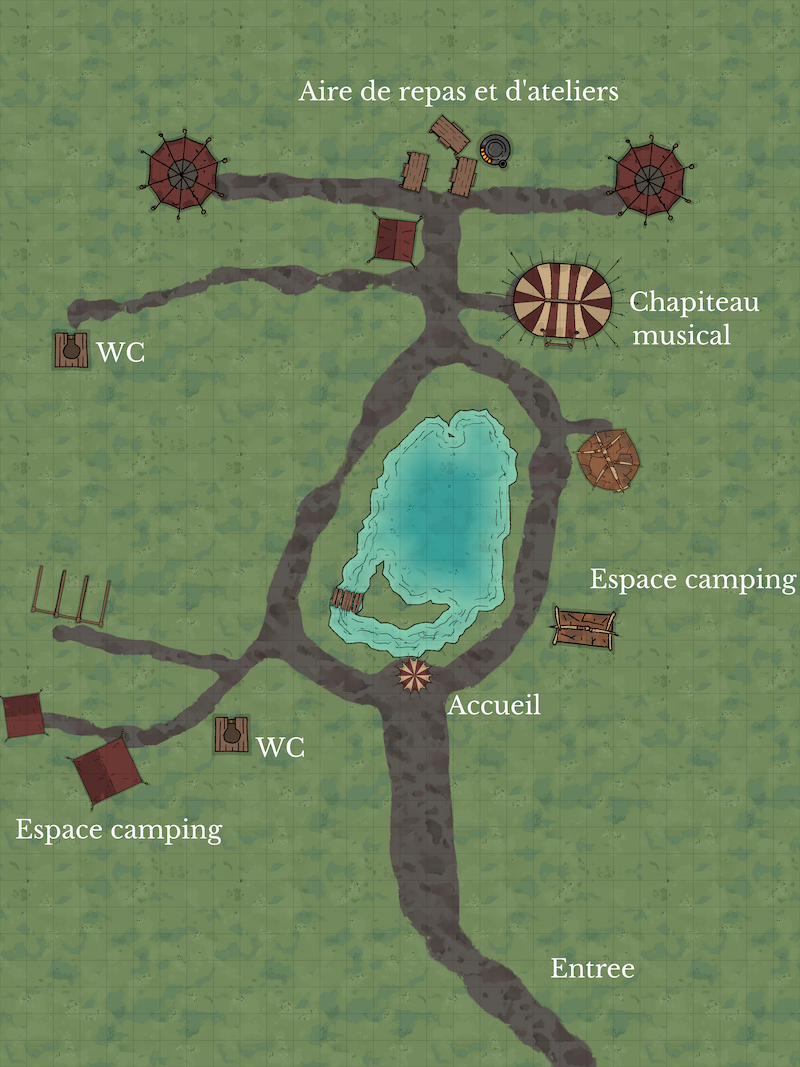 Aire de repas et d'ateliers
Chapiteau
musical
WC
Espace camping
Accueil
WC
Espace camping
Entree